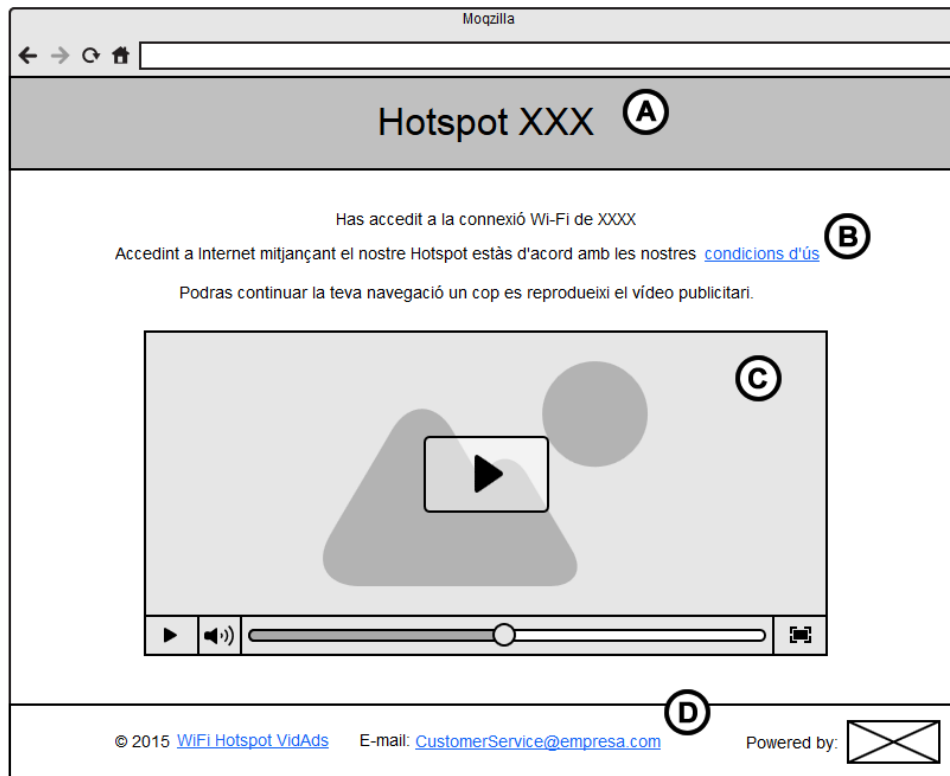 Moqzilla
Hotspot XXX A
Has accedit a la connexió Wi-Fi de XXXX
B
Accedint a Internet mitjançant el nostre Hotspot estàs d'acord amb les nostres condicions d'ús
Podras continuar la teva navegació un cop es reprodueixi el vídeo publicitari.
C
D
© 2015 WiFi Hotspot VidAds E-mail: CustomerService@empresa.com Powered by: